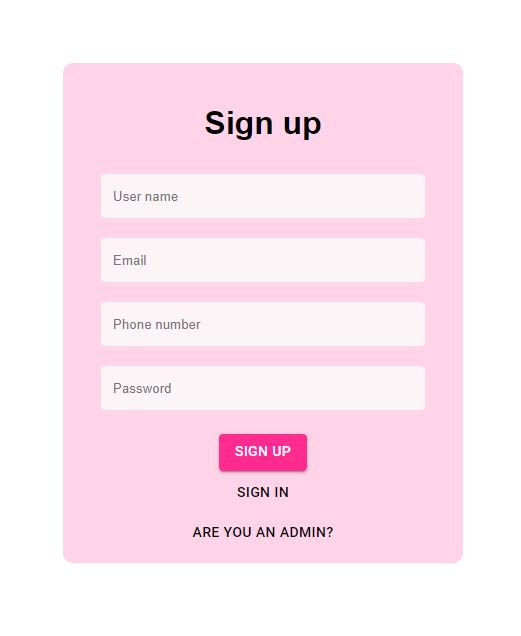 Sign up
User name
Email
Phone number
Password
SIGN UP
SIGN IN
ARE YOU AN ADMIN?